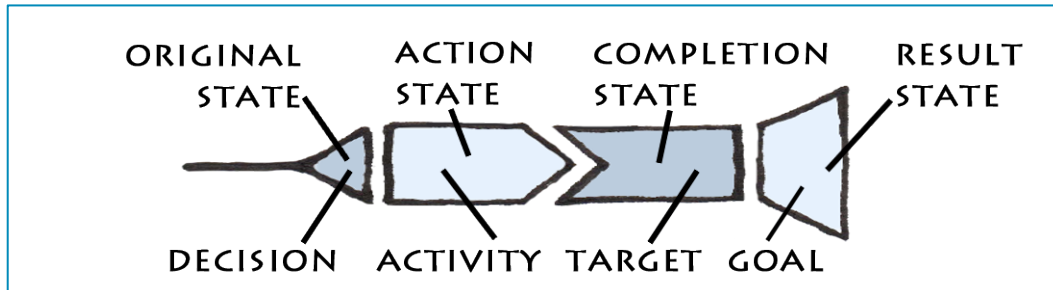 ORIGINAL STATE
ACTION STATE
COMPLETION STATE
RESULT STATE
DECISION
ACTIVITY
TARGET
GOAL